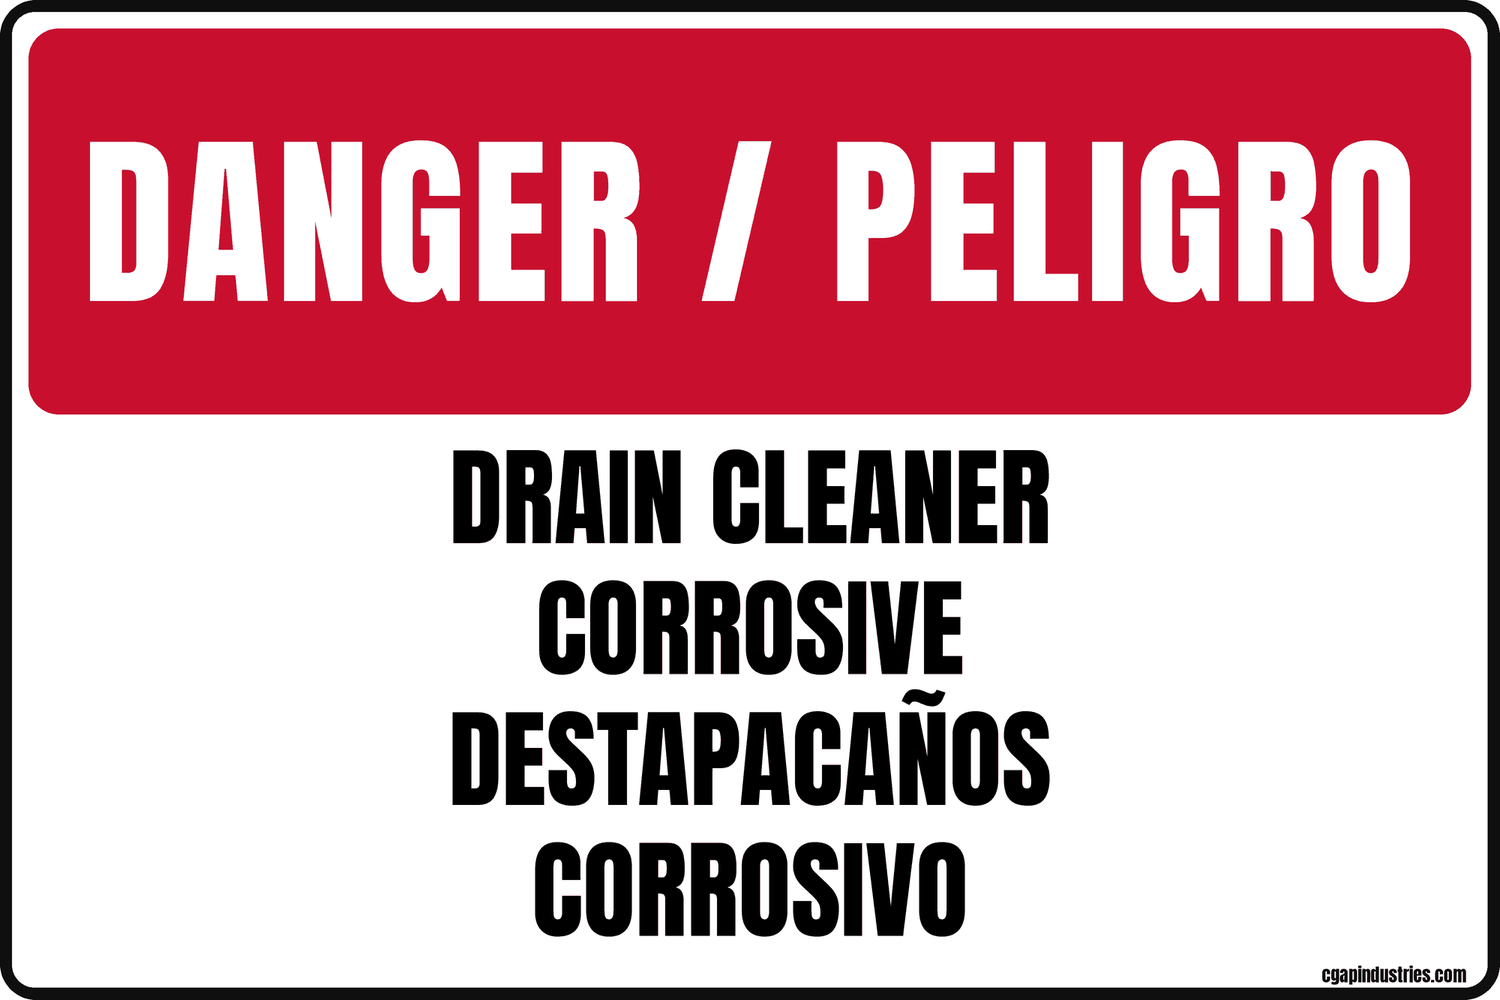 DANGER / PELIGRO
DRAIN CLEANER
CORROSIVE
DESTAPACAÑOS
CORROSIVO
cgapindustries.com